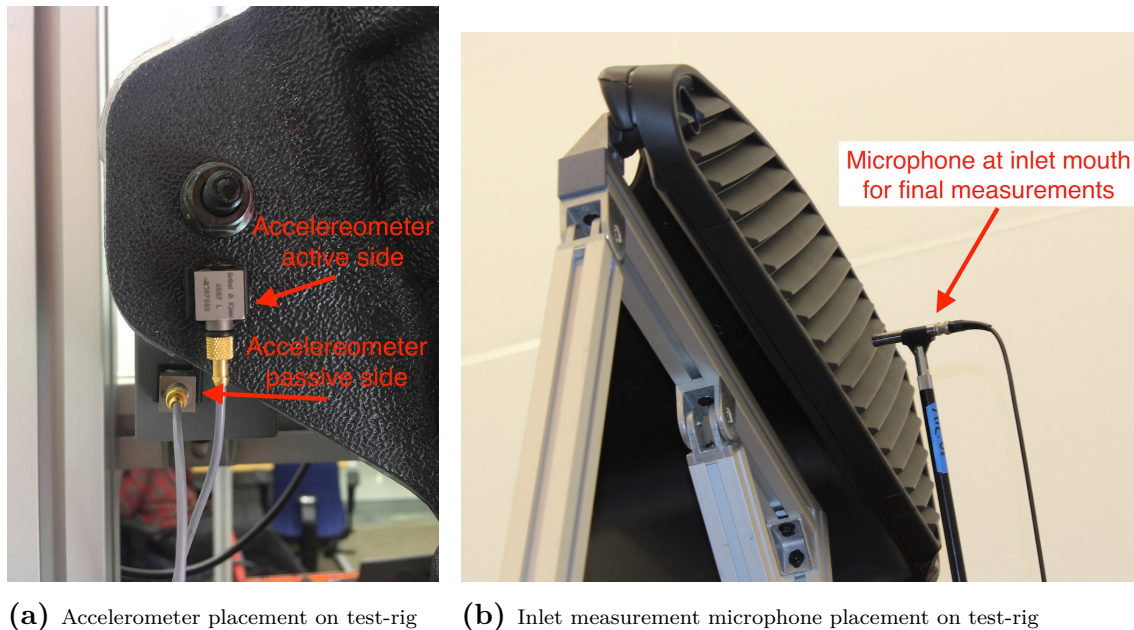 Accelereometer
active side
Accelereometer
passive side
4507 L
Microphone at inlet mouth
for final measurements
(a) Accelerometer placement on test-rig
(b) Inlet measurement microphone placement on test-rig